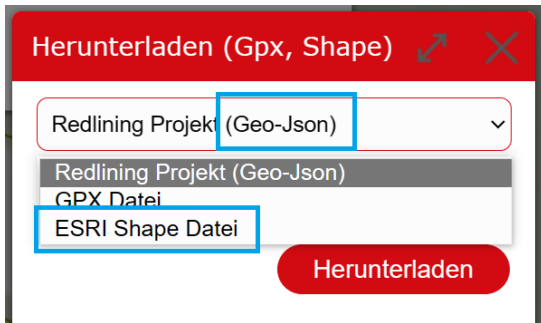 Herunterladen (Gpx, Shape)
Redlining Projekt (Geo-Json)
Redlining Projekt (Geo-Json)
GPX Datei
ESRI Shape Datei
Herunterladen